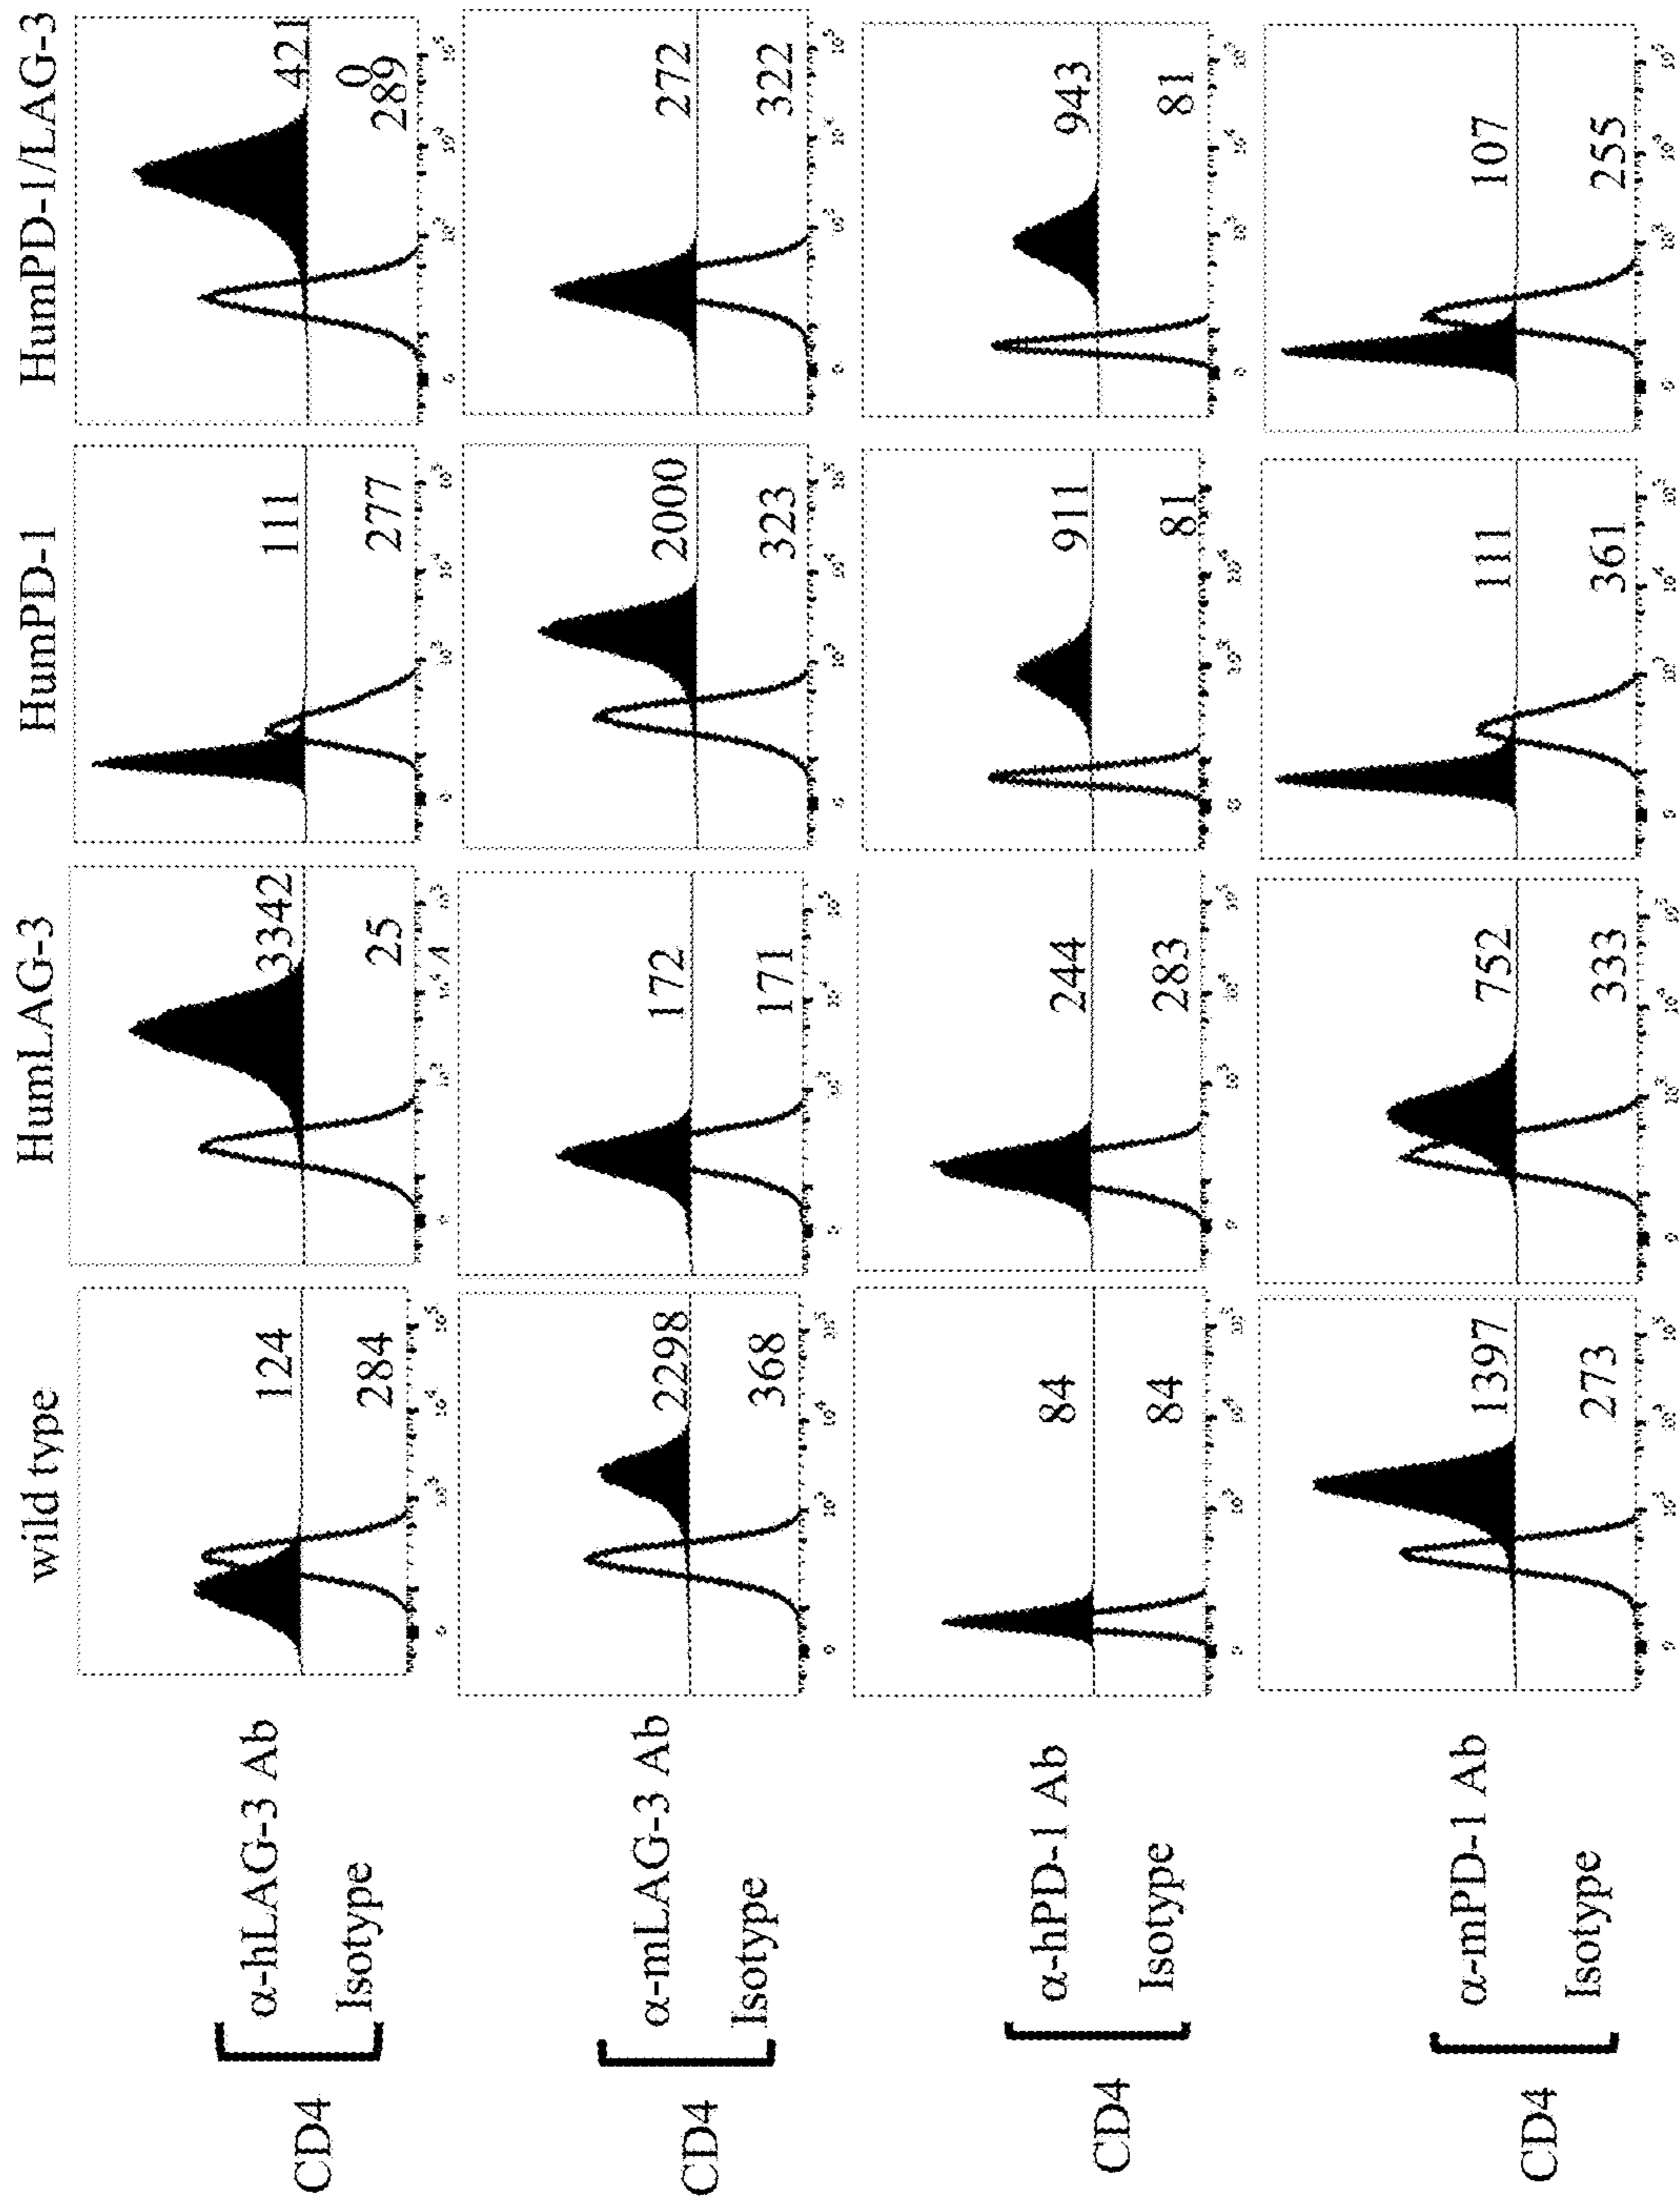 wild type HumLAG-3 HumPD-1 HumPD-1/LAG-3
α-hLAG-3 Ab 124 3342 111 421
0
CD4
Isotype 284 25 277 289
4
α-mLAG-3 Ab 2298 172 2000 272
CD4
Isotype 368 171 323 322
α-hPD-1 Ab 84 244 911 943
CD4
Isotype 84 283 81 81
α-mPD-1 Ab 1397 752 111 107
CD4
Isotype 273 333 361 255